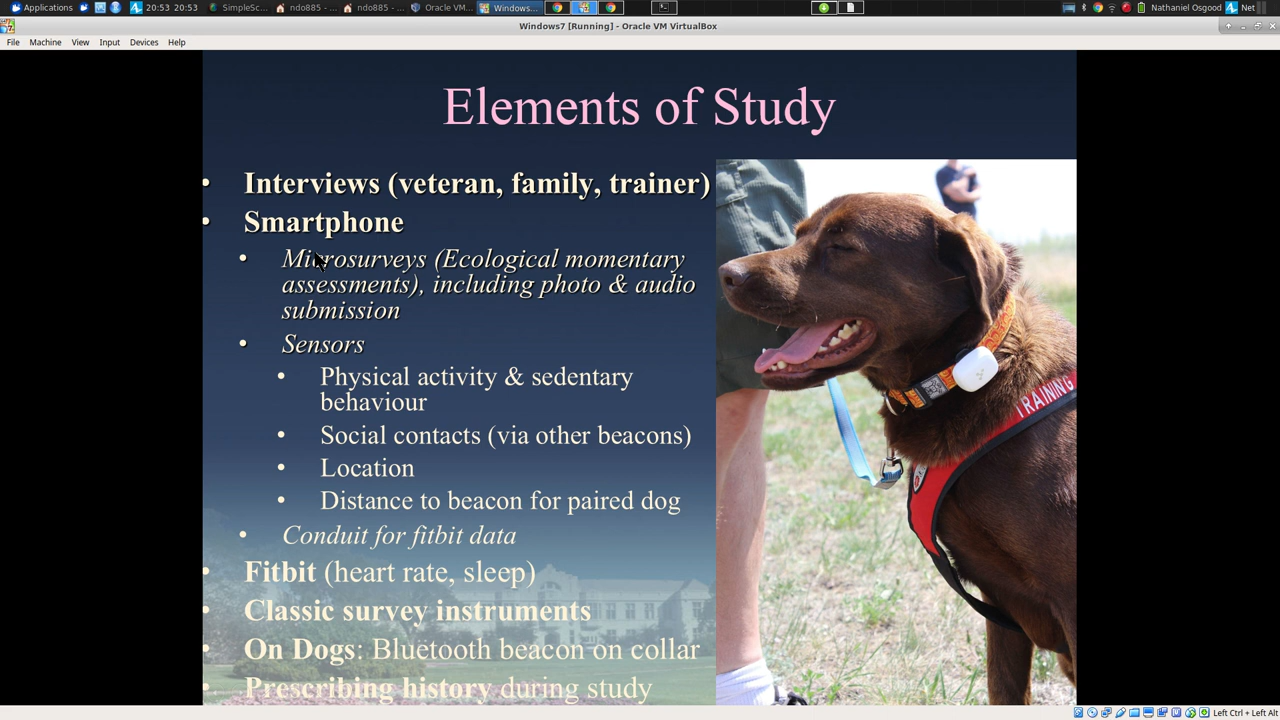 Applications
20:53 20:53
SimpleSc...
ndo885 - ...
ndo885 - ...
Oracle VM...
Windows...
Nathaniel Osgood
Net
Windows7 [Running] - Oracle VM VirtualBox
File Machine View Input Devices Help
Elements of Study
• Interviews (veteran, family, trainer)
• Smartphone
• Microsurveys (Ecological momentary
assessments), including photo & audio
submission
• Sensors
• Physical activity & sedentary
behaviour
• Social contacts (via other beacons)
• Location
• Distance to beacon for paired dog
• Conduit for fitbit data
• Fitbit (heart rate, sleep)
• Classic survey instruments
• On Dogs: Bluetooth beacon on collar
• Prescribing history during study
TRAINING
Left Ctrl + Left Alt